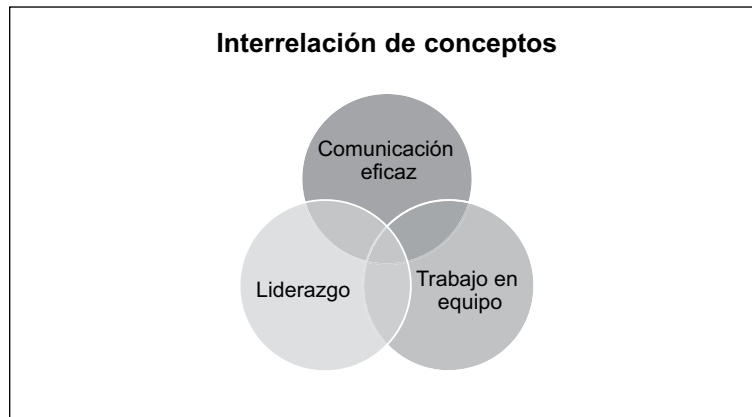 Interrelación de conceptos
Comunicación
eficaz
Liderazgo
Trabajo en
equipo